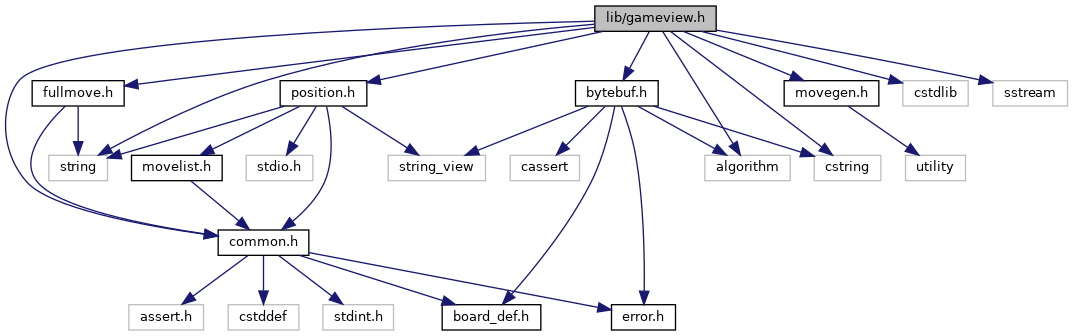 lib/gameview.h
fullmove.h
position.h
bytebuf.h
movegen.h
cstdlib
sstream
string
movelist.h
stdio.h
string_view
cassert
algorithm
cstring
utility
common.h
assert.h
cstddef
stdint.h
board_def.h
error.h